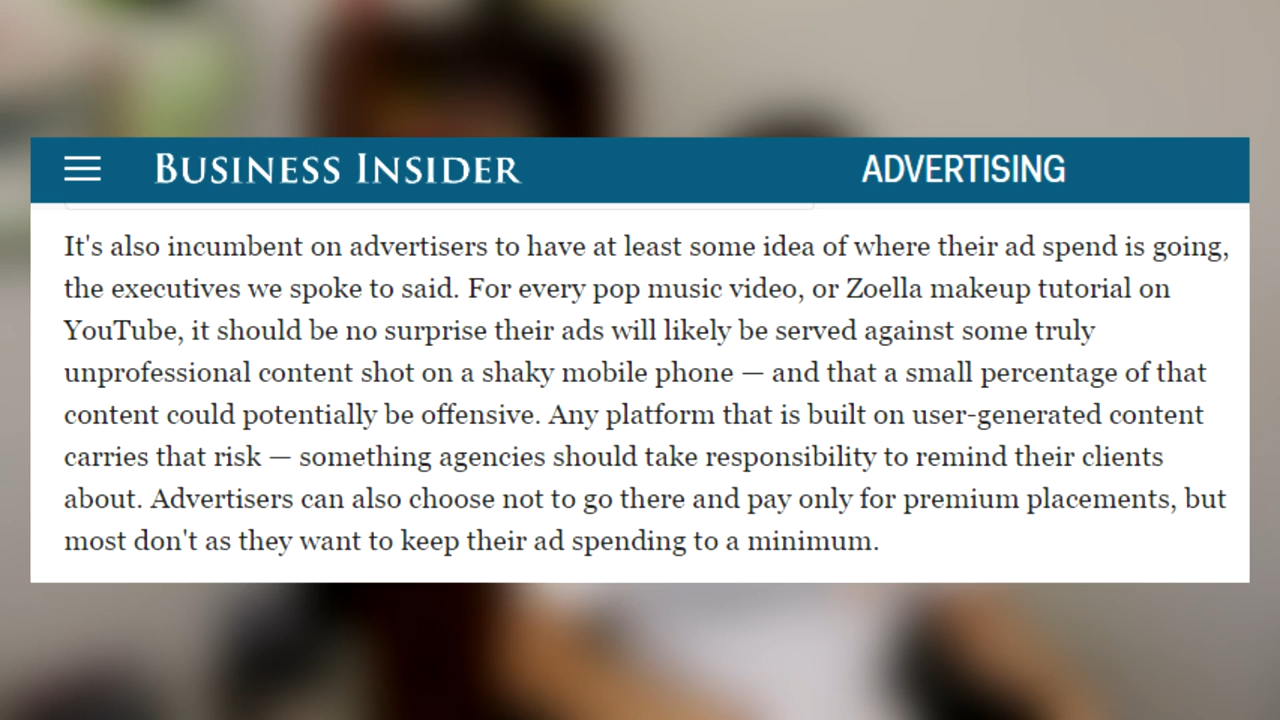 BUSINESS INSIDER ADVERTISING
It's also incumbent on advertisers to have at least some idea of where their ad spend is going,
the executives we spoke to said. For every pop music video, or Zoella makeup tutorial on
YouTube, it should be no surprise their ads will likely be served against some truly
unprofessional content shot on a shaky mobile phone — and that a small percentage of that
content could potentially be offensive. Any platform that is built on user-generated content
carries that risk — something agencies should take responsibility to remind their clients
about. Advertisers can also choose not to go there and pay only for premium placements, but
most don't as they want to keep their ad spending to a minimum.